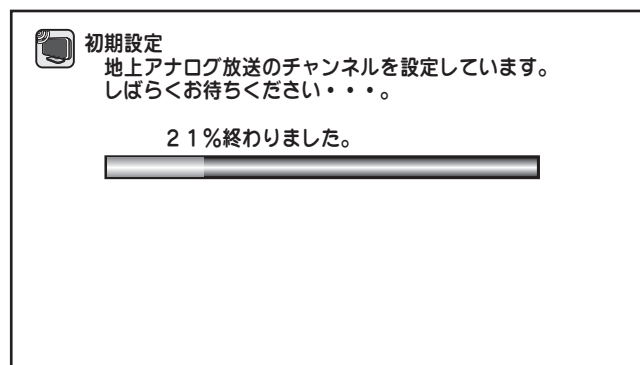 初期設定
地上アナログ放送のチャンネルを設定しています。
しばらくお待ちください・・・。
２１％終わりました。